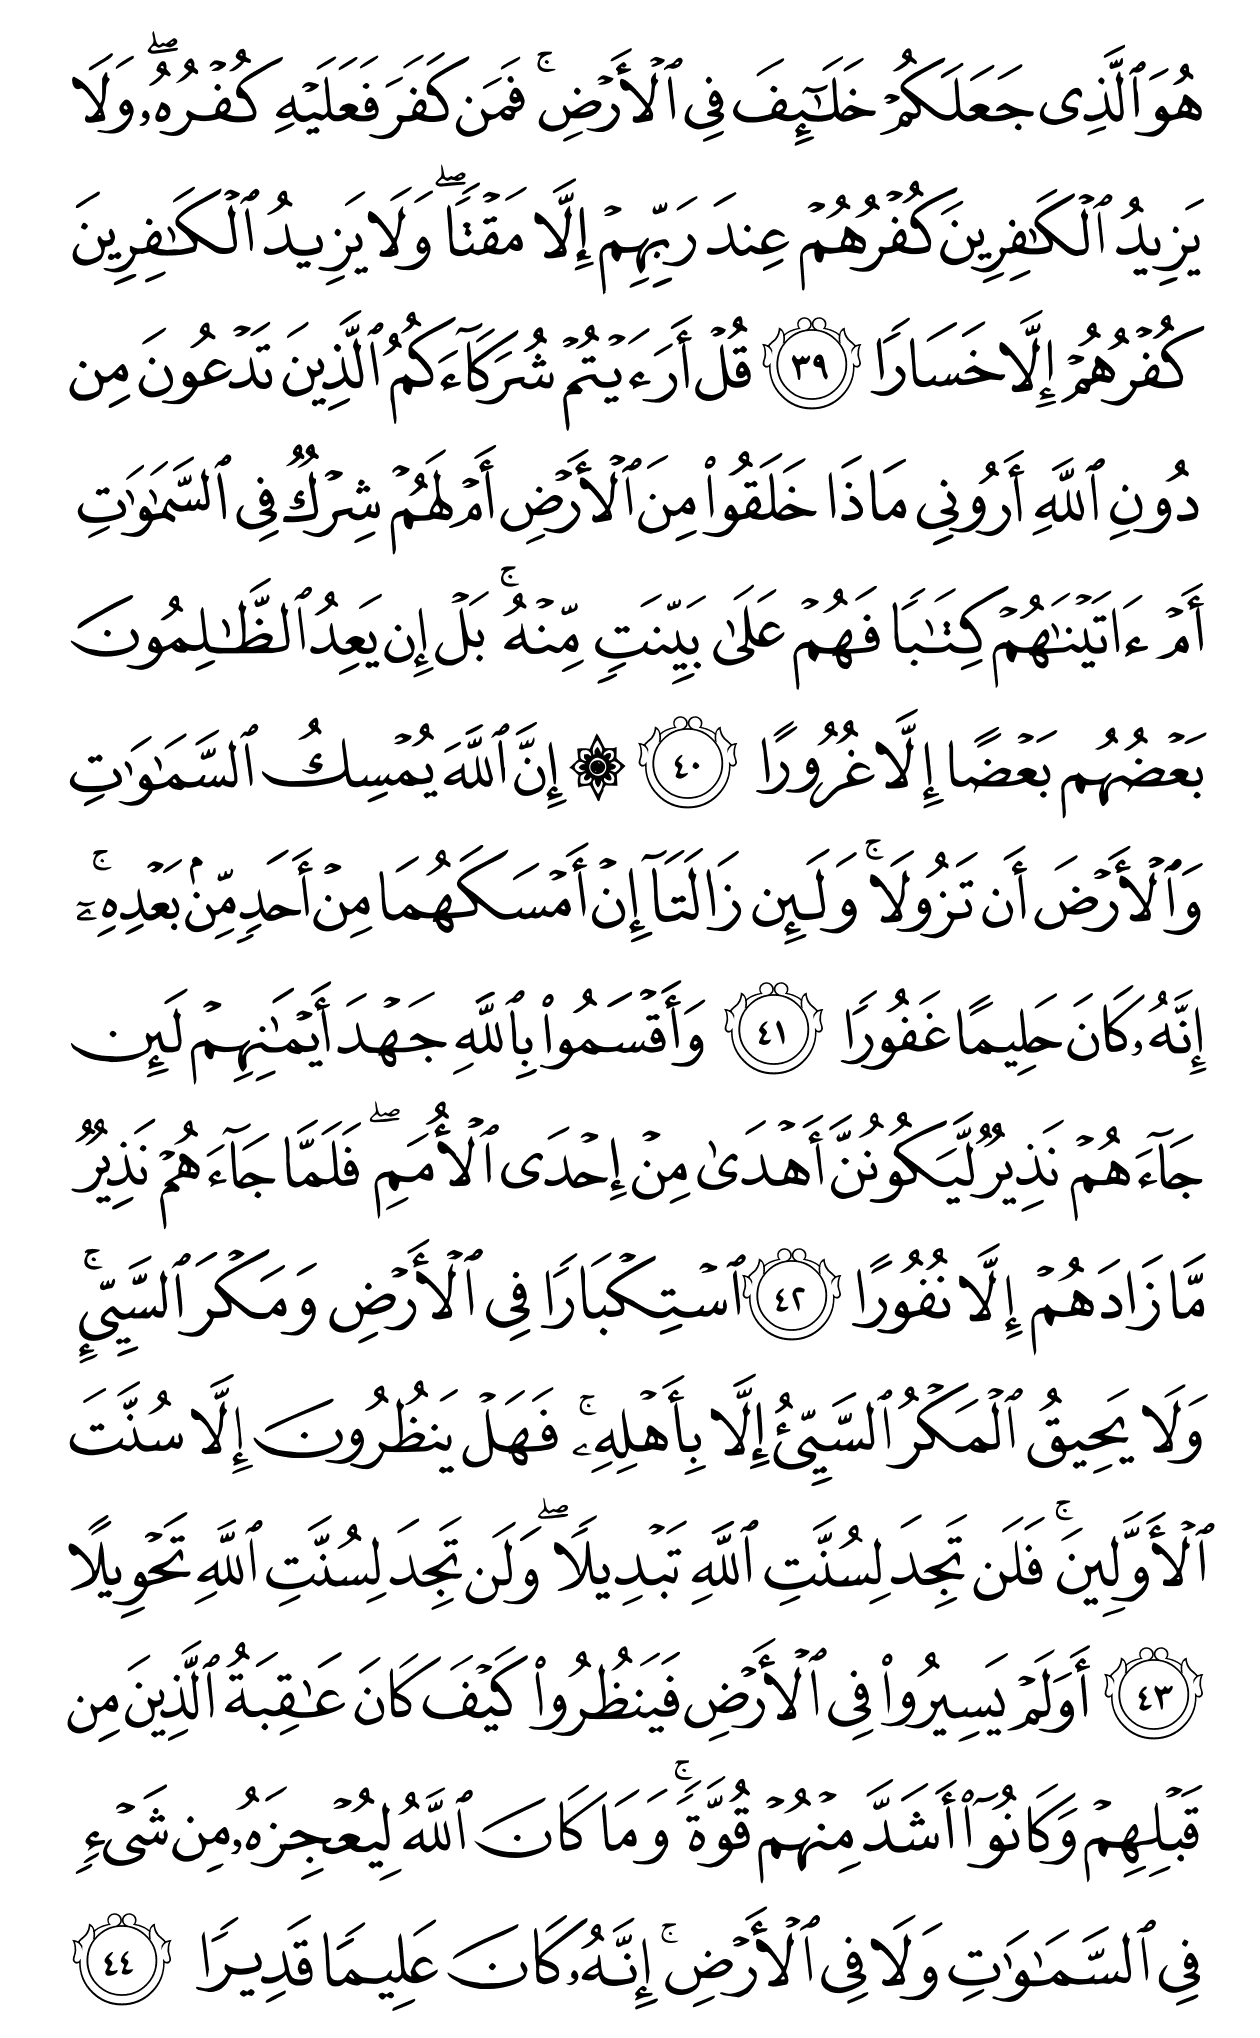 هُوَ ٱلَّذِى جَعَلَكُمْ خَلَـٰٓئِفَ فِى ٱلْأَرْضِ ۚ فَمَن كَفَرَ فَعَلَيْهِ كُفْرُهُۥ ۖ وَلَا
يَزِيدُ ٱلْكَـٰفِرِينَ كُفْرُهُمْ عِندَ رَبِّهِمْ إِلَّا مَقْتًا ۖ وَلَا يَزِيدُ ٱلْكَـٰفِرِينَ
كُفْرُهُمْ إِلَّا خَسَارًا ٣٩ قُلْ أَرَءَيْتُمْ شُرَكَآءَكُمُ ٱلَّذِينَ تَدْعُونَ مِن
دُونِ ٱللَّهِ أَرُونِى مَاذَا خَلَقُوا۟ مِنَ ٱلْأَرْضِ أَمْ لَهُمْ شِرْكٌ فِى ٱلسَّمَـٰوَٰتِ
أَمْ ءَاتَيْنَـٰهُمْ كِتَـٰبًا فَهُمْ عَلَىٰ بَيِّنَتٍ مِّنْهُ ۚ بَلْ إِن يَعِدُ ٱلظَّـٰلِمُونَ
بَعْضُهُم بَعْضًا إِلَّا غُرُورًا ٤٠ ۞ إِنَّ ٱللَّهَ يُمْسِكُ ٱلسَّمَـٰوَٰتِ
وَٱلْأَرْضَ أَن تَزُولَا ۚ وَلَئِن زَالَتَآ إِنْ أَمْسَكَهُمَا مِنْ أَحَدٍ مِّنۢ بَعْدِهِۦٓ ۚ
إِنَّهُۥ كَانَ حَلِيمًا غَفُورًا ٤١ وَأَقْسَمُوا۟ بِٱللَّهِ جَهْدَ أَيْمَـٰنِهِمْ لَئِن
جَآءَهُمْ نَذِيرٌ لَّيَكُونُنَّ أَهْدَىٰ مِنْ إِحْدَى ٱلْأُمَمِ ۖ فَلَمَّا جَآءَهُمْ نَذِيرٌ
مَّا زَادَهُمْ إِلَّا نُفُورًا ٤٢ ٱسْتِكْبَارًا فِى ٱلْأَرْضِ وَمَكْرَ ٱلسَّيِّئِ ۚ
وَلَا يَحِيقُ ٱلْمَكْرُ ٱلسَّيِّئُ إِلَّا بِأَهْلِهِۦ ۚ فَهَلْ يَنظُرُونَ إِلَّا سُنَّتَ
ٱلْأَوَّلِينَ ۚ فَلَن تَجِدَ لِسُنَّتِ ٱللَّهِ تَبْدِيلًا ۖ وَلَن تَجِدَ لِسُنَّتِ ٱللَّهِ تَحْوِيلًا
٤٣ أَوَلَمْ يَسِيرُوا۟ فِى ٱلْأَرْضِ فَيَنظُرُوا۟ كَيْفَ كَانَ عَـٰقِبَةُ ٱلَّذِينَ مِن
قَبْلِهِمْ وَكَانُوٓا۟ أَشَدَّ مِنْهُمْ قُوَّةً ۚ وَمَا كَانَ ٱللَّهُ لِيُعْجِزَهُۥ مِن شَىْءٍ
فِى ٱلسَّمَـٰوَٰتِ وَلَا فِى ٱلْأَرْضِ ۚ إِنَّهُۥ كَانَ عَلِيمًا قَدِيرًا ٤٤